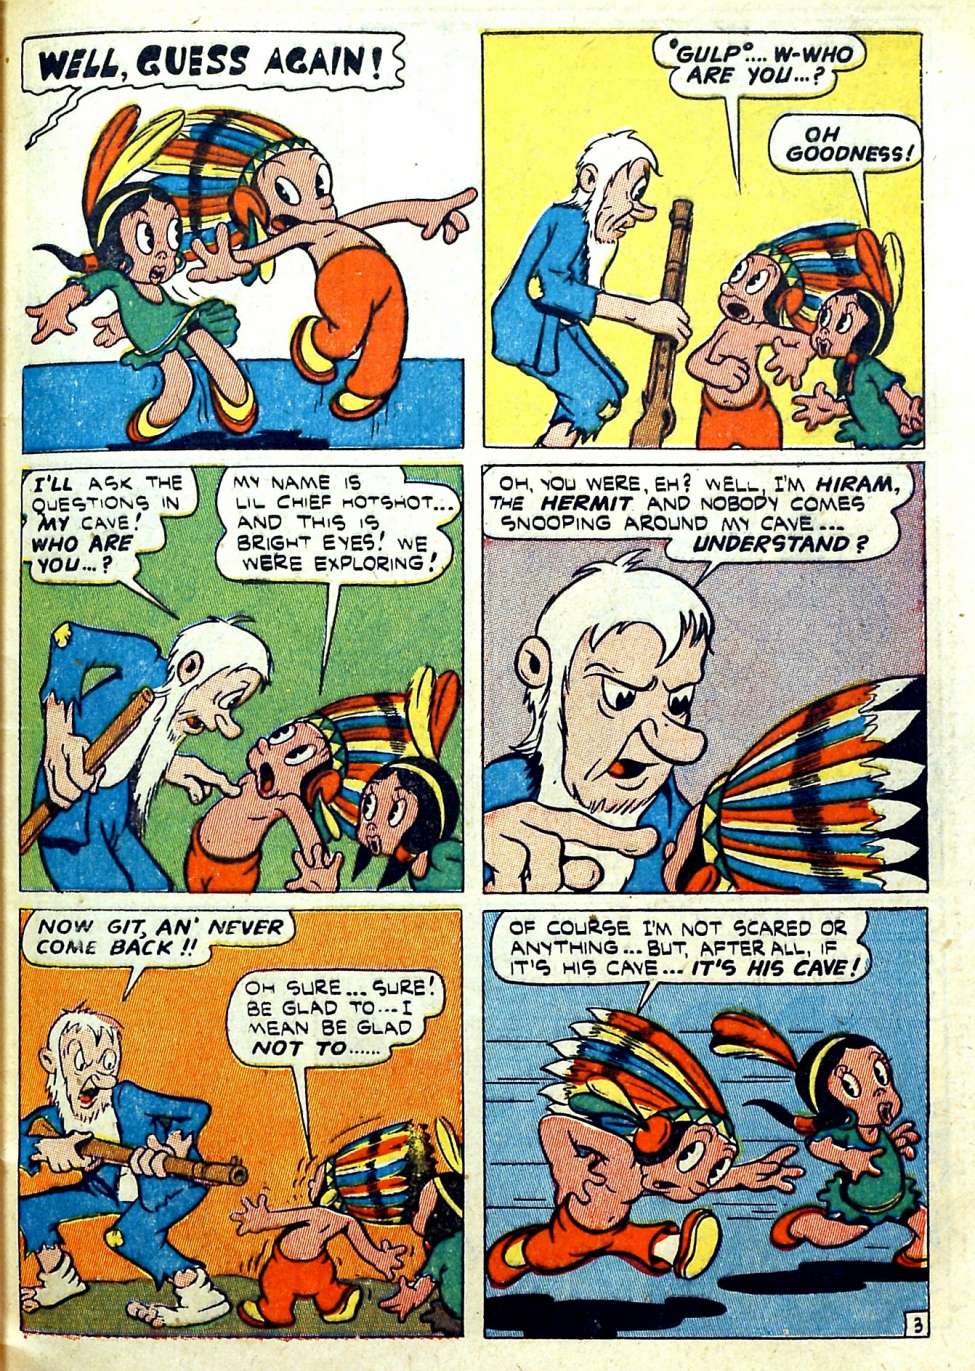 WELL, GUESS AGAIN!
"GULP".... W-WHO
ARE YOU...?
OH
GOODNESS!
I'LL ASK THE
QUESTIONS IN
MY CAVE!
WHO ARE
YOU...?
MY NAME IS
LIL CHIEF HOTSHOT...
AND THIS IS
BRIGHT EYES! WE
WERE EXPLORING!
OH, YOU WERE, EH? WELL, I'M HIRAM,
THE HERMIT AND NOBODY COMES
SNOOPING AROUND MY CAVE...
UNDERSTAND?
NOW GIT, AN' NEVER
COME BACK!!
OH SURE... SURE!
BE GLAD TO... I
MEAN BE GLAD
NOT TO......
OF COURSE I'M NOT SCARED OR
ANYTHING... BUT, AFTER ALL, IF
IT'S HIS CAVE... IT'S HIS CAVE!
3